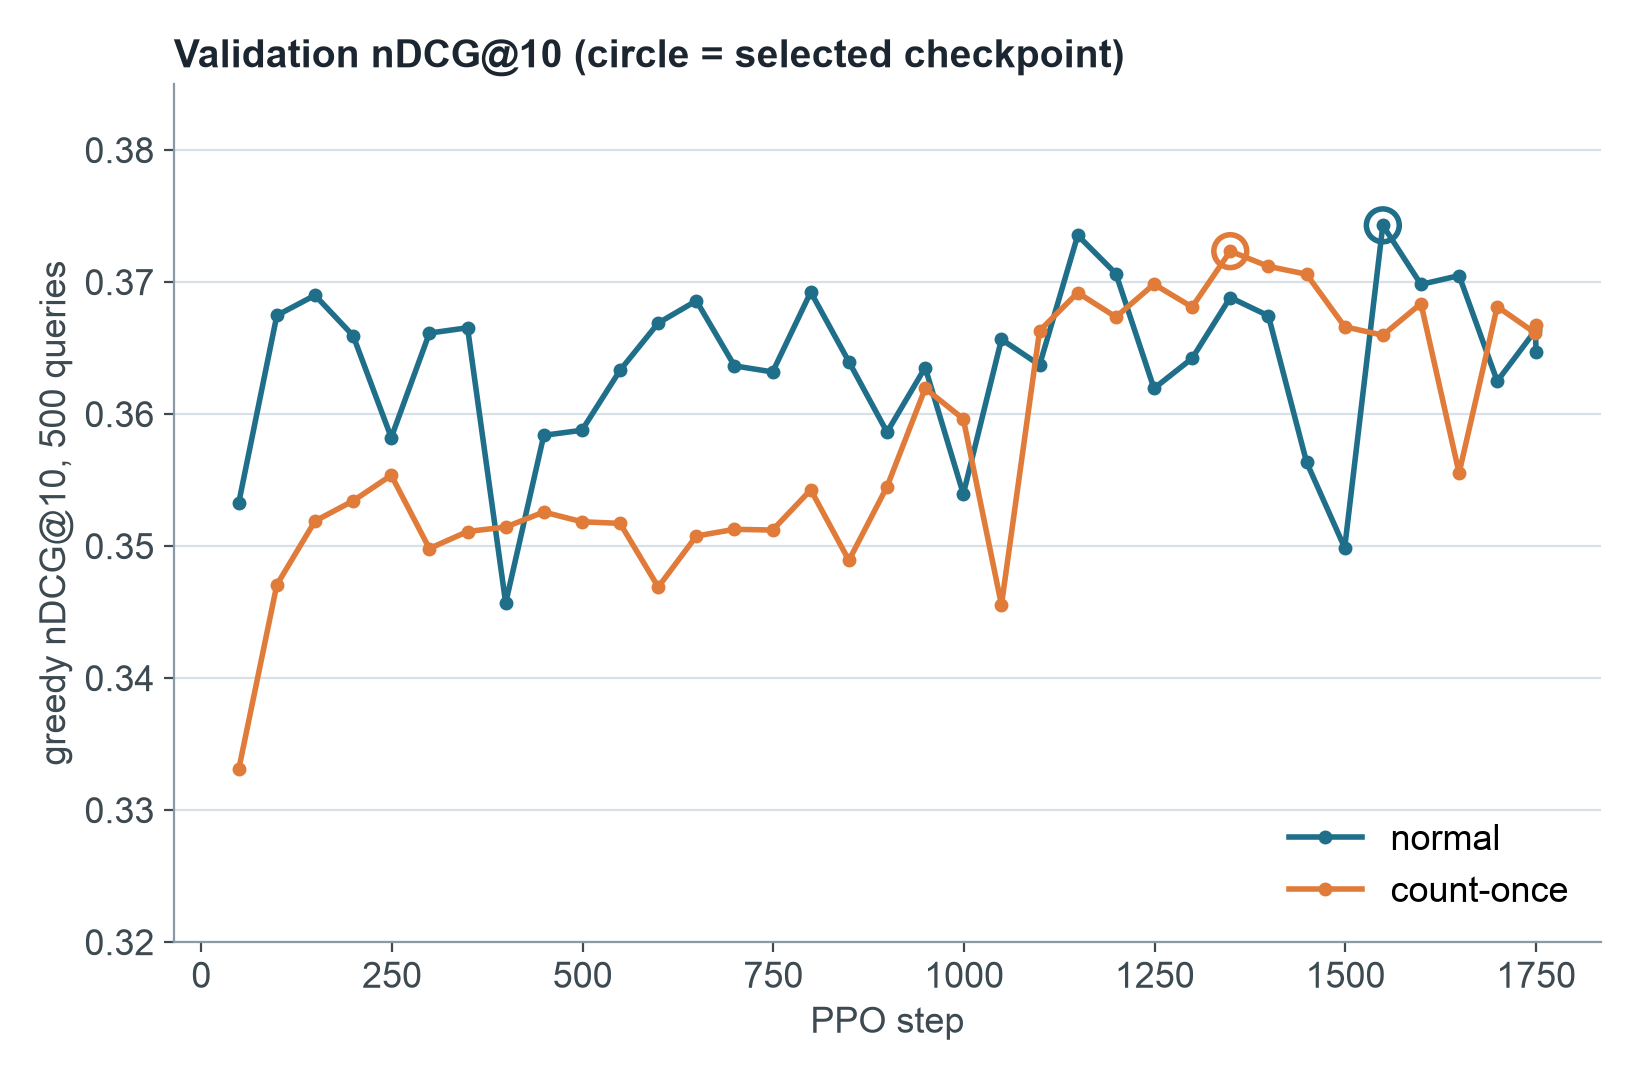 Validation nDCG@10 (circle = selected checkpoint)
greedy nDCG@10, 500 queries
0.38
0.37
0.36
0.35
0.34
0.33
0.32
0 250 500 750 1000 1250 1500 1750
PPO step
normal
count-once